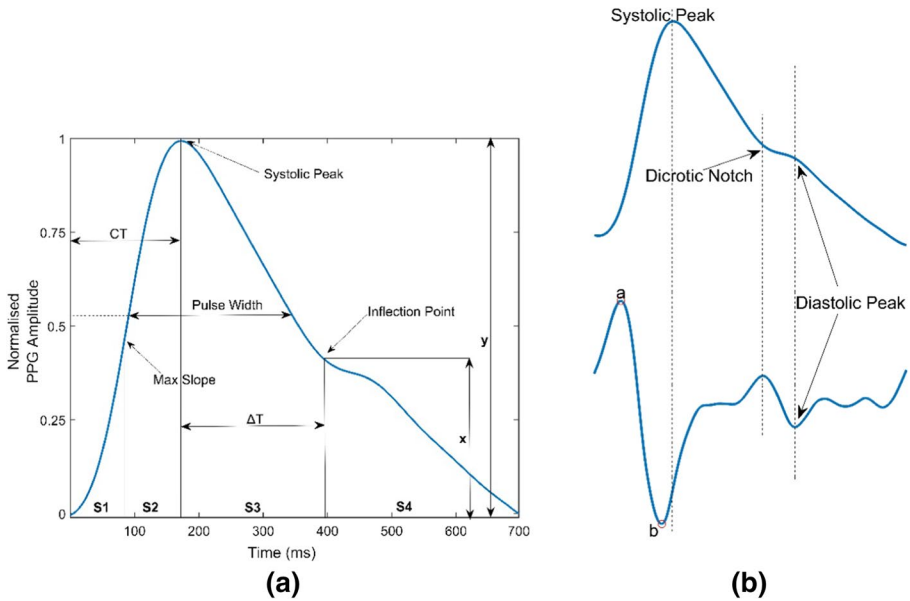 Systolic Peak
Dicrotic Notch
Diastolic Peak
a
b
(b)
Normalised
PPG Amplitude
1
0.75
0.5
0.25
0
Systolic Peak
CT
Pulse Width
Inflection Point
y
Max Slope
ΔT
x
S1
S2
S3
S4
100
200
300
400
500
600
700
Time (ms)
(a)